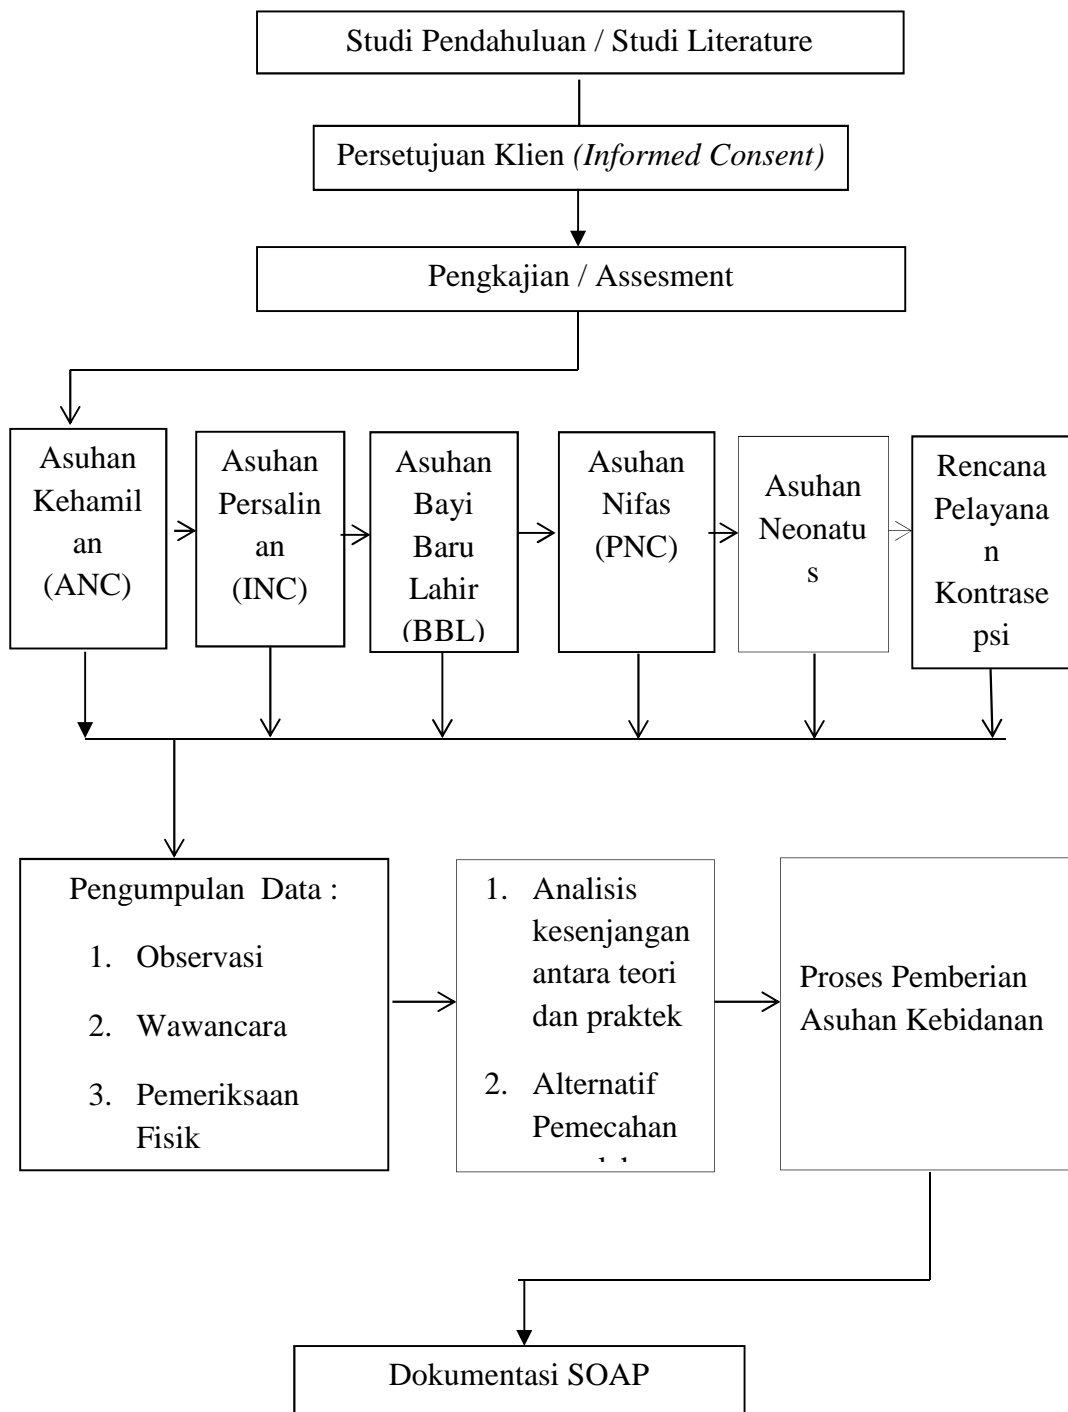 Studi Pendahuluan / Studi Literature
Persetujuan Klien (Informed Consent)
Pengkajian / Assesment
Asuhan
Kehamil
an
(ANC)
Asuhan
Persalin
an
(INC)
Asuhan
Bayi
Baru
Lahir
(BBL)
Asuhan
Nifas
(PNC)
Asuhan
Neonatu
s
Rencana
Pelayana
n
Kontrase
psi
Pengumpulan Data :
1. Observasi
2. Wawancara
3. Pemeriksaan
Fisik
1. Analisis
kesenjangan
antara teori
dan praktek
2. Alternatif
Pemecahan
Proses Pemberian
Asuhan Kebidanan
Dokumentasi SOAP